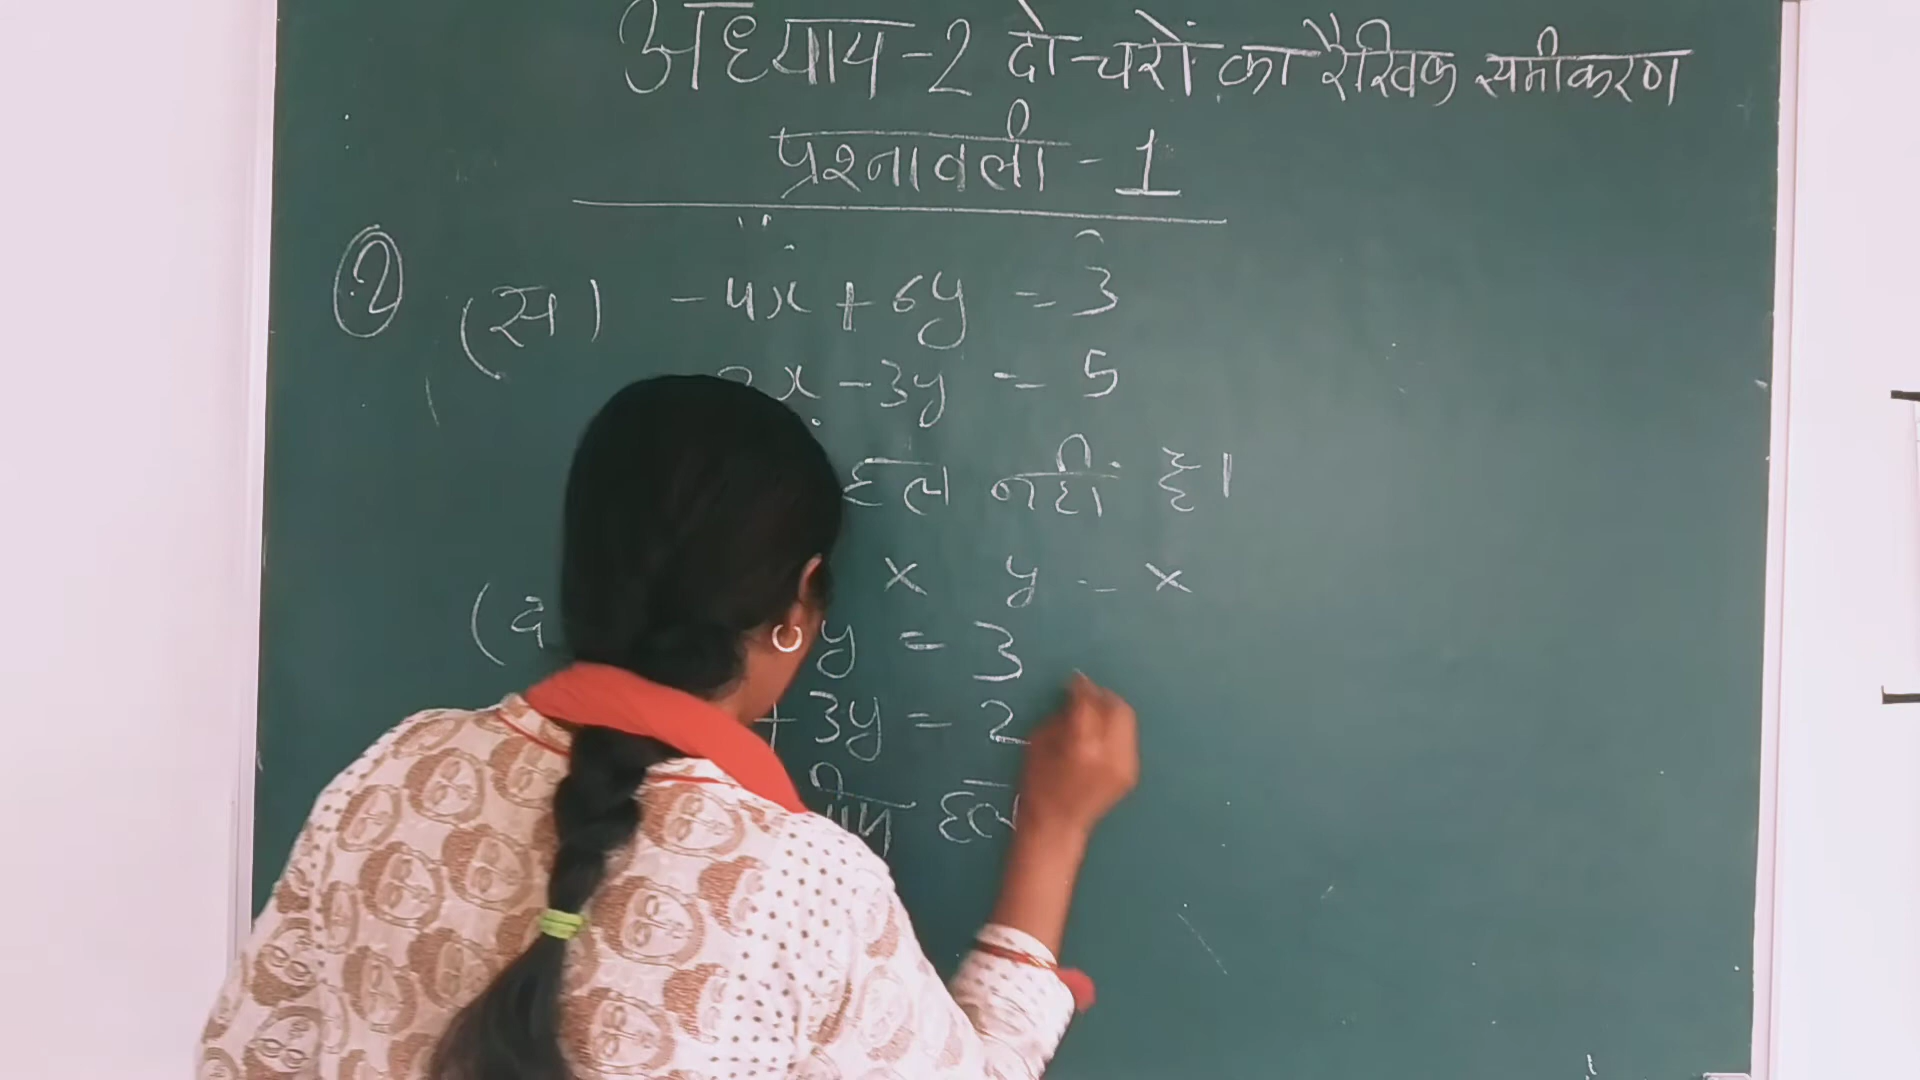 अध्याय-2 दो चरों का रैखिक समीकरण
प्रश्नावली - 1
2 (स) -4x + 6y = 3
2x - 3y = 5
हल नहीं है।
x y - x
y = 3
+ 3y = 2
हल